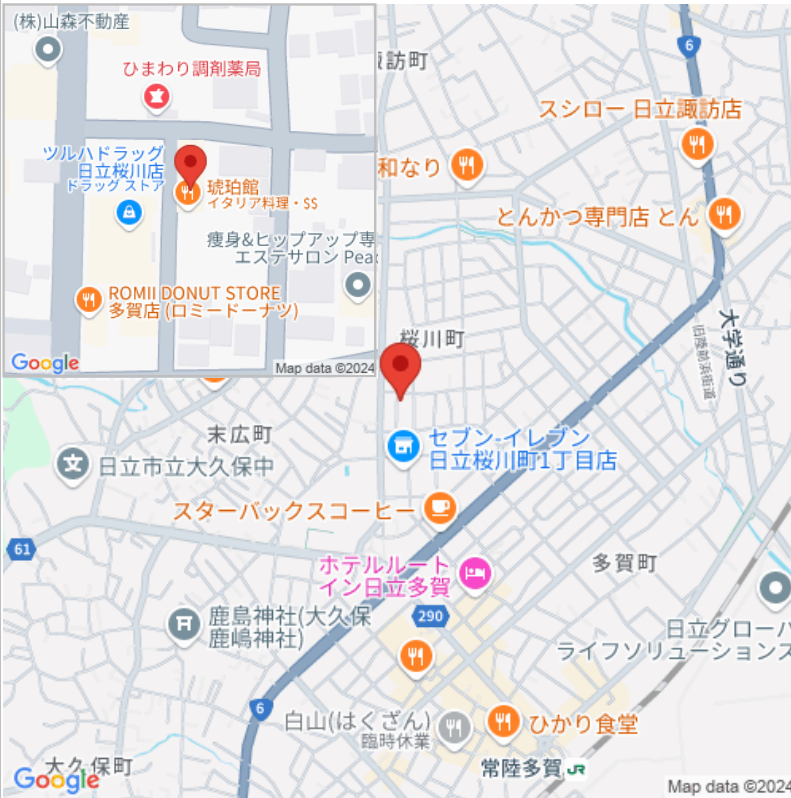 (株)山森不動産
ひまわり調剤薬局
ツルハドラッグ
日立桜川店
ドラッグ ストア
琥珀館
イタリア料理・$$
痩身&ヒップアップ専
エステサロン Pea
ROMII DONUT STORE
多賀店 (ロミードーナツ)
Google
Map data ©2024
諏訪町
6
スシロー 日立諏訪店
和なり
とんかつ専門店 とん
大学通り
旧陸前浜街道
桜川町
末広町
セブン-イレブン
日立桜川町1丁目店
日立市立大久保中
スターバックスコーヒー
61
ホテルルート
イン日立多賀
多賀町
290
鹿島神社(大久保
鹿嶋神社)
日立グローバ
ライフソリューションズ
6
白山(はくざん)
臨時休業
ひかり食堂
常陸多賀 JR
大久保町
Google
Map data ©2024